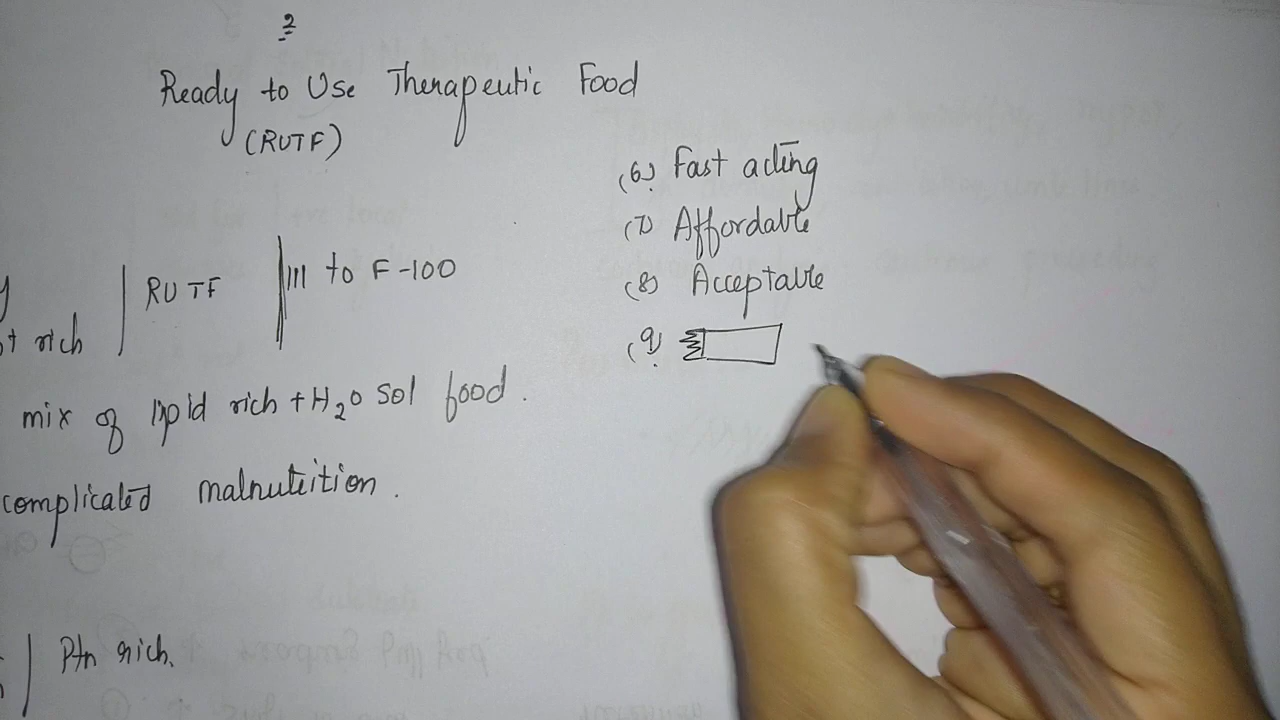 2
Ready to Use Therapeutic Food
(RUTF)
RUTF
||| to F-100
rich
mix of lipid rich + H2O Sol food.
complicated malnutrition.
Ptn rich.
(6) Fast acting
(7) Affordable
(8) Acceptable
(9)